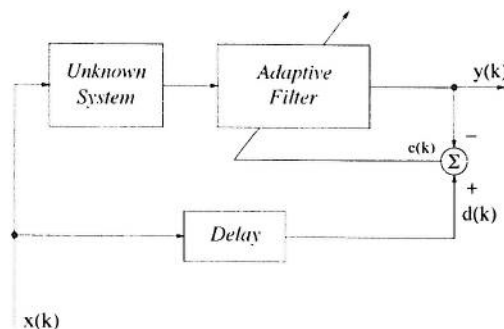 Unknown
System
Adaptive
Filter
y(k)
−
e(k)
Σ
+
d(k)
Delay
x(k)